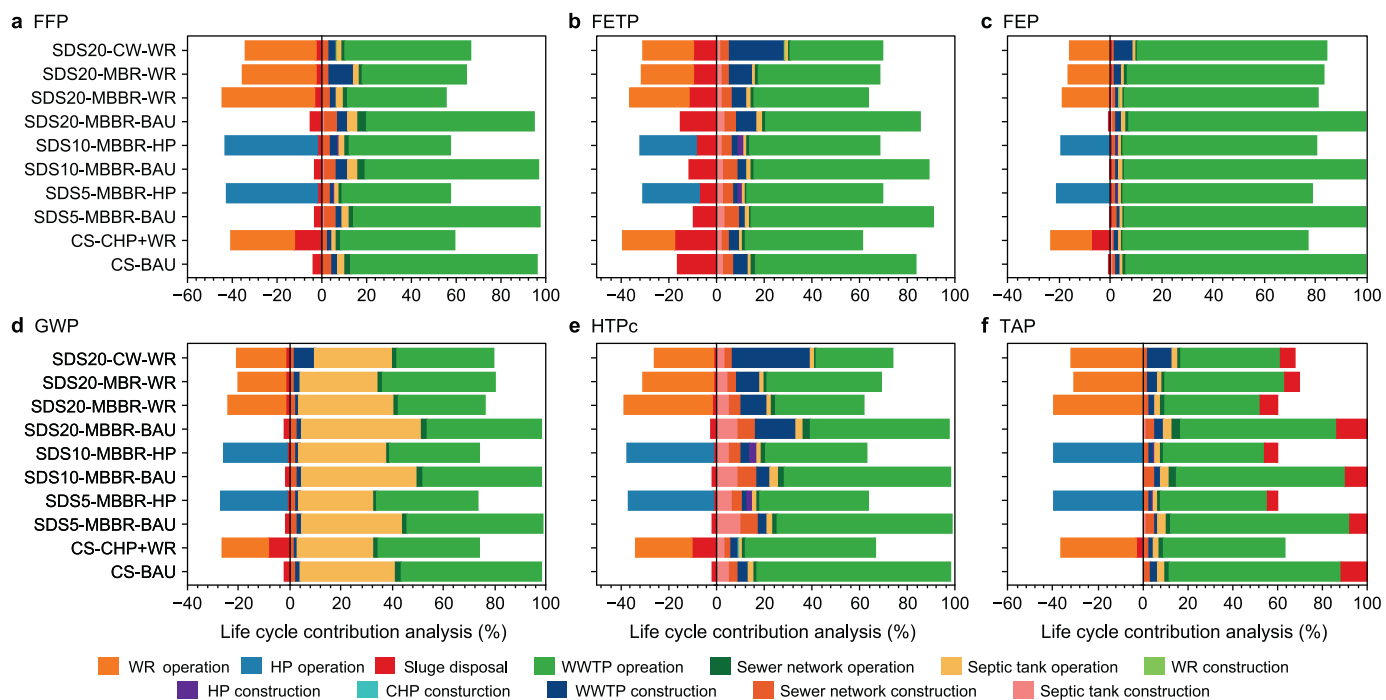 a FFP
b FETP
c FEP
SDS20-CW-WR
SDS20-MBR-WR
SDS20-MBBR-WR
SDS20-MBBR-BAU
SDS10-MBBR-HP
SDS10-MBBR-BAU
SDS5-MBBR-HP
SDS5-MBBR-BAU
CS-CHP+WR
CS-BAU
−60 −40 −20 0 20 40 60 80 100
−40 −20 0 20 40 60 80 100
−40 −20 0 20 40 60 80 100
d GWP
e HTPc
f TAP
SDS20-CW-WR
SDS20-MBR-WR
SDS20-MBBR-WR
SDS20-MBBR-BAU
SDS10-MBBR-HP
SDS10-MBBR-BAU
SDS5-MBBR-HP
SDS5-MBBR-BAU
CS-CHP+WR
CS-BAU
−40 −20 0 20 40 60 80 100
−40 −20 0 20 40 60 80 100
−60 −40 −20 0 20 40 60 80 100
Life cycle contribution analysis (%)
Life cycle contribution analysis (%)
Life cycle contribution analysis (%)
WR operation HP operation Sluge disposal WWTP opreation Sewer network operation Septic tank operation WR construction
HP construction CHP consturction WWTP construction Sewer network construction Septic tank construction